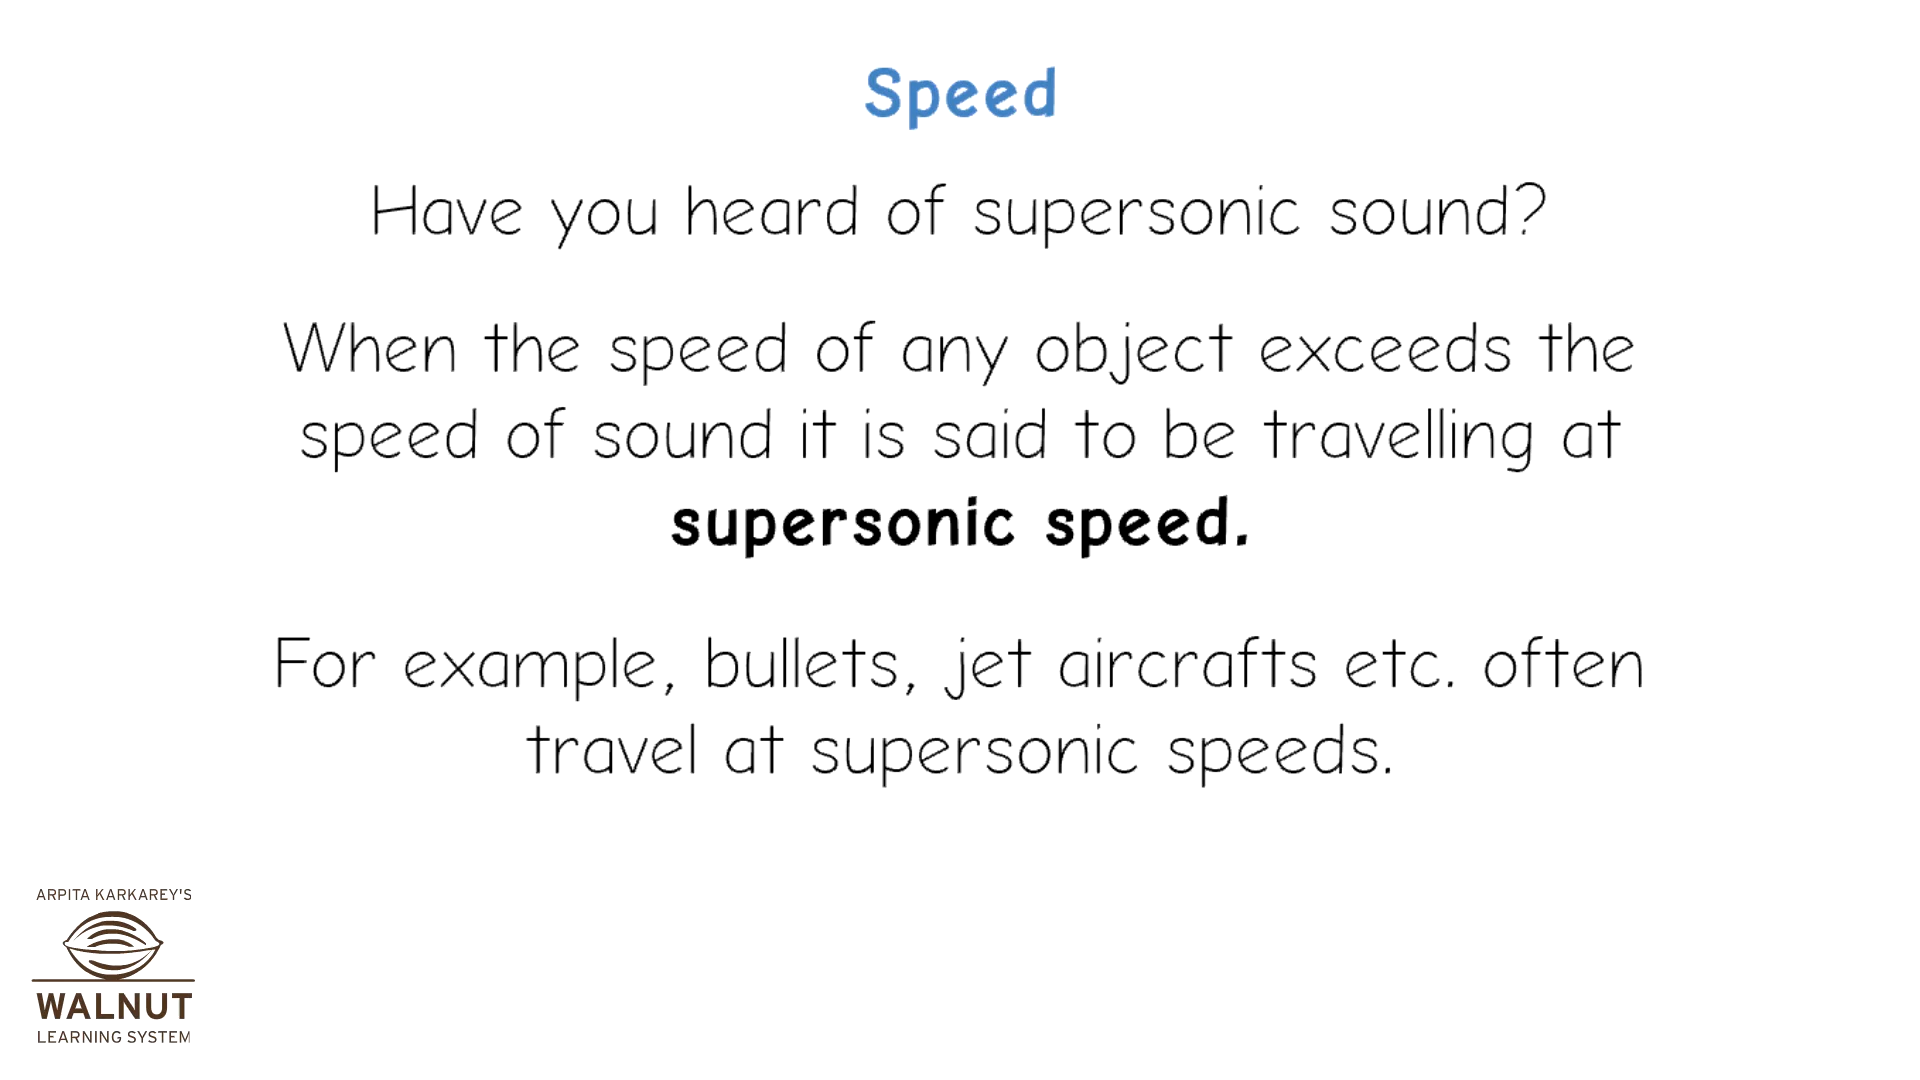 Speed
Have you heard of supersonic sound?
When the speed of any object exceeds the
speed of sound it is said to be travelling at
supersonic speed.
For example, bullets, jet aircrafts etc. often
travel at supersonic speeds.
ARPITA KARKAREY'S
WALNUT
LEARNING SYSTEM